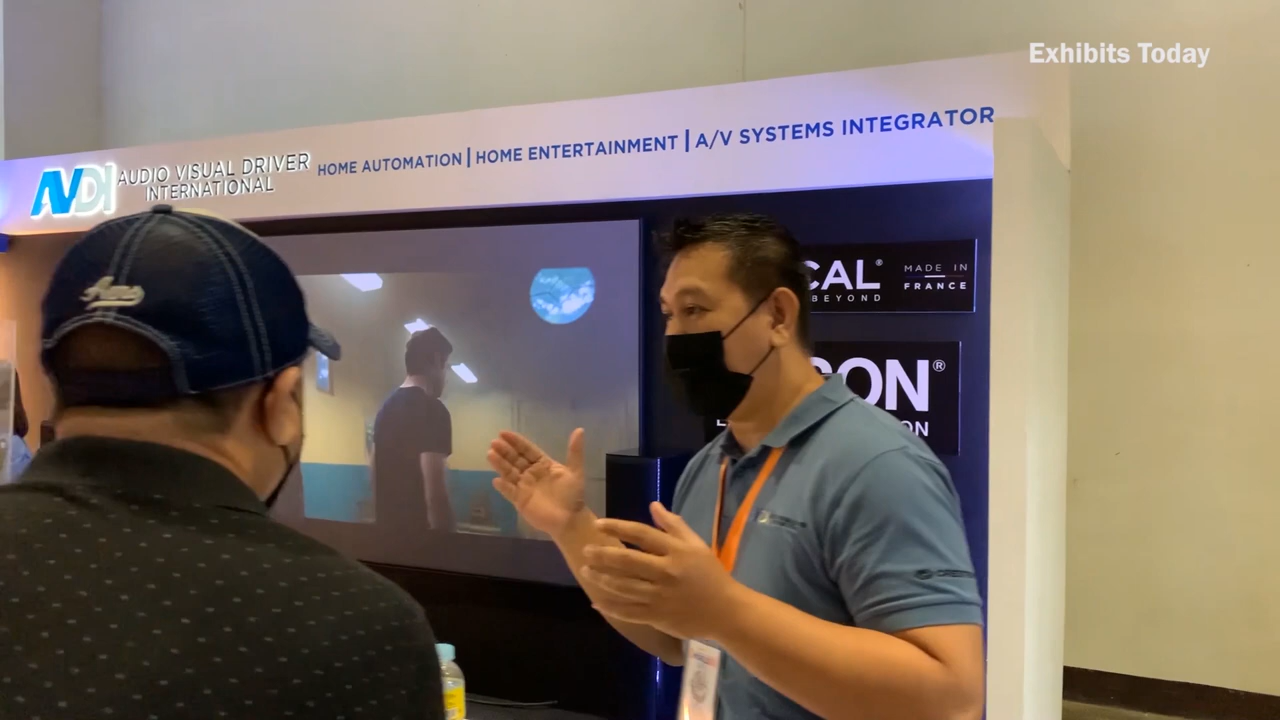 Exhibits Today
AVDI AUDIO VISUAL DRIVER
INTERNATIONAL
HOME AUTOMATION | HOME ENTERTAINMENT | A/V SYSTEMS INTEGRATOR
CAL®
BEYOND
MADE IN
FRANCE
ON®
ON